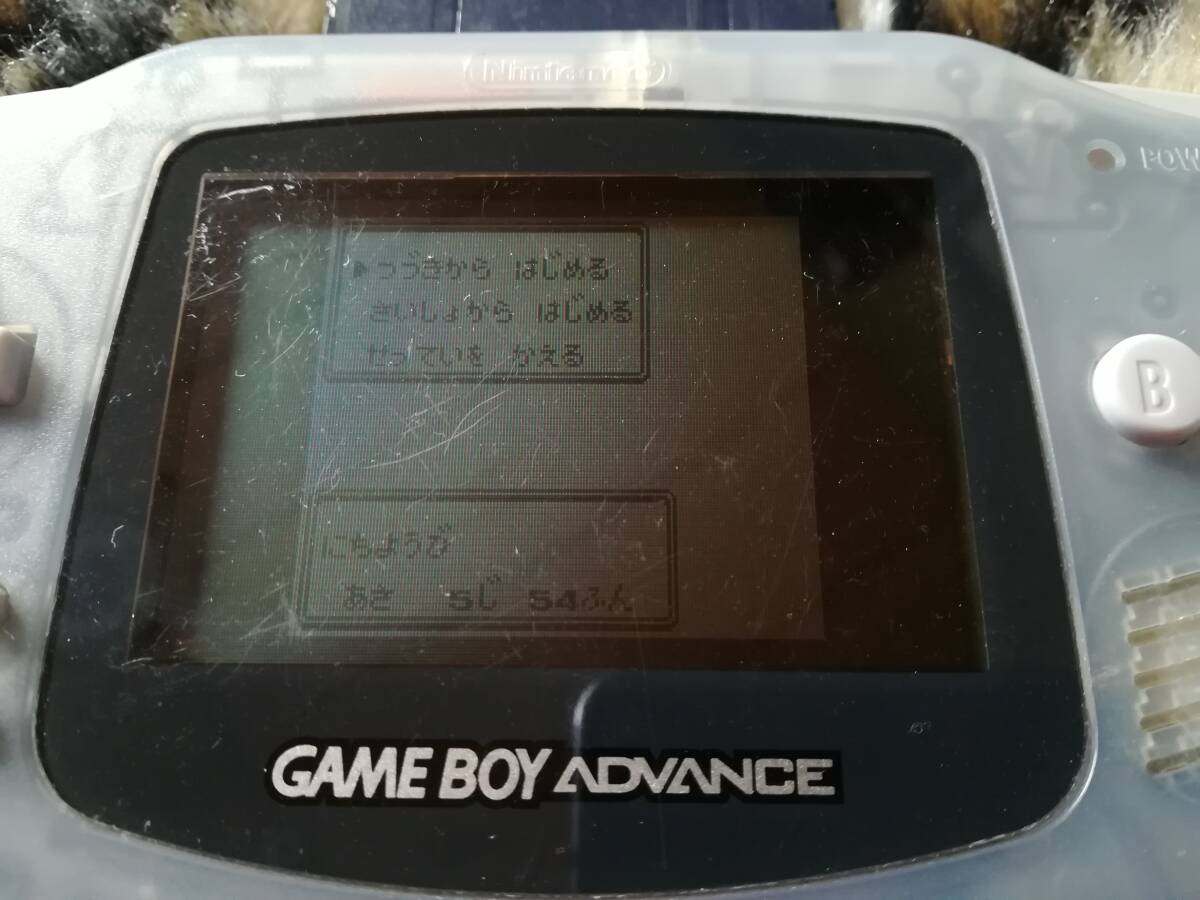 Nintendo
POW
▶つづきから はじめる
さいしょから はじめる
せっていを かえる
にちようび
あさ 5じ 54ふん
B
GAME BOY ADVANCE